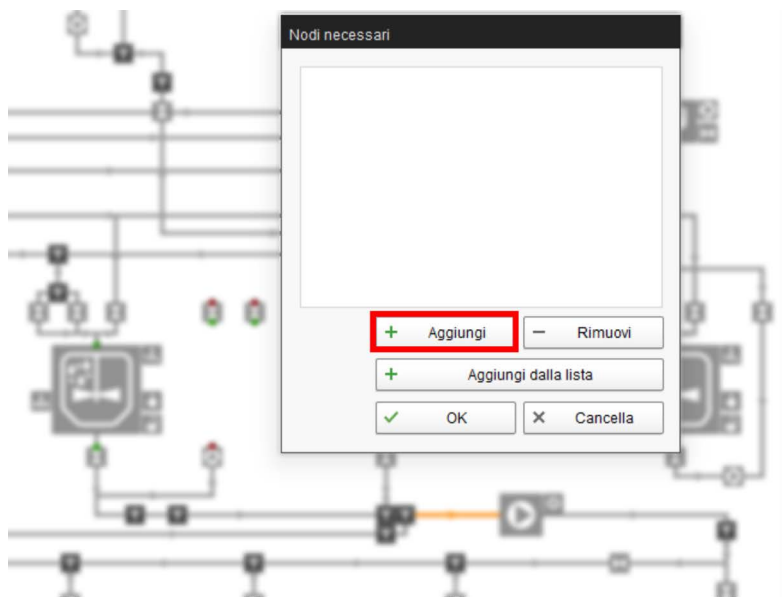 Nodi necessari
+ Aggiungi
− Rimuovi
+ Aggiungi dalla lista
OK
Cancella